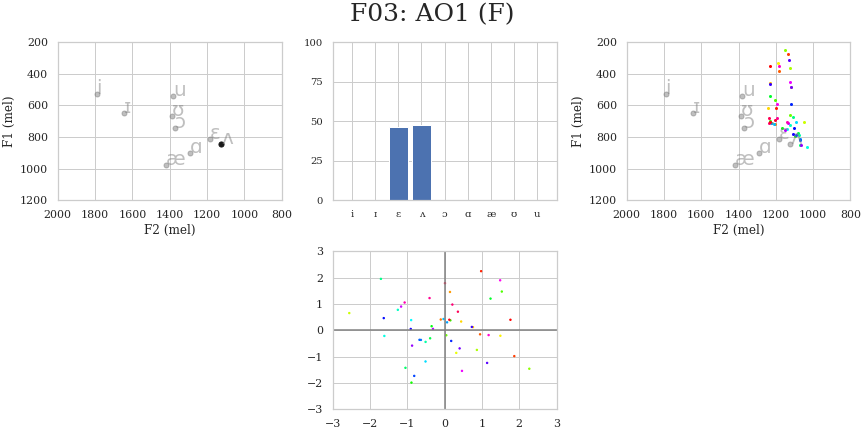 F03: AO1 (F)
200
400
600
800
1000
1200
F1 (mel)
2000 1800 1600 1400 1200 1000 800
F2 (mel)
i
ɪ
u
ʊ
ɔ
ɛ
ʌ
ɑ
æ
100
75
50
25
0
i ɪ ɛ ʌ ɔ ɑ æ ʊ u
200
400
600
800
1000
1200
F1 (mel)
2000 1800 1600 1400 1200 1000 800
F2 (mel)
i
ɪ
u
ʊ
ɔ
ɛ
ʌ
ɑ
æ
3
2
1
0
−1
−2
−3
−3 −2 −1 0 1 2 3